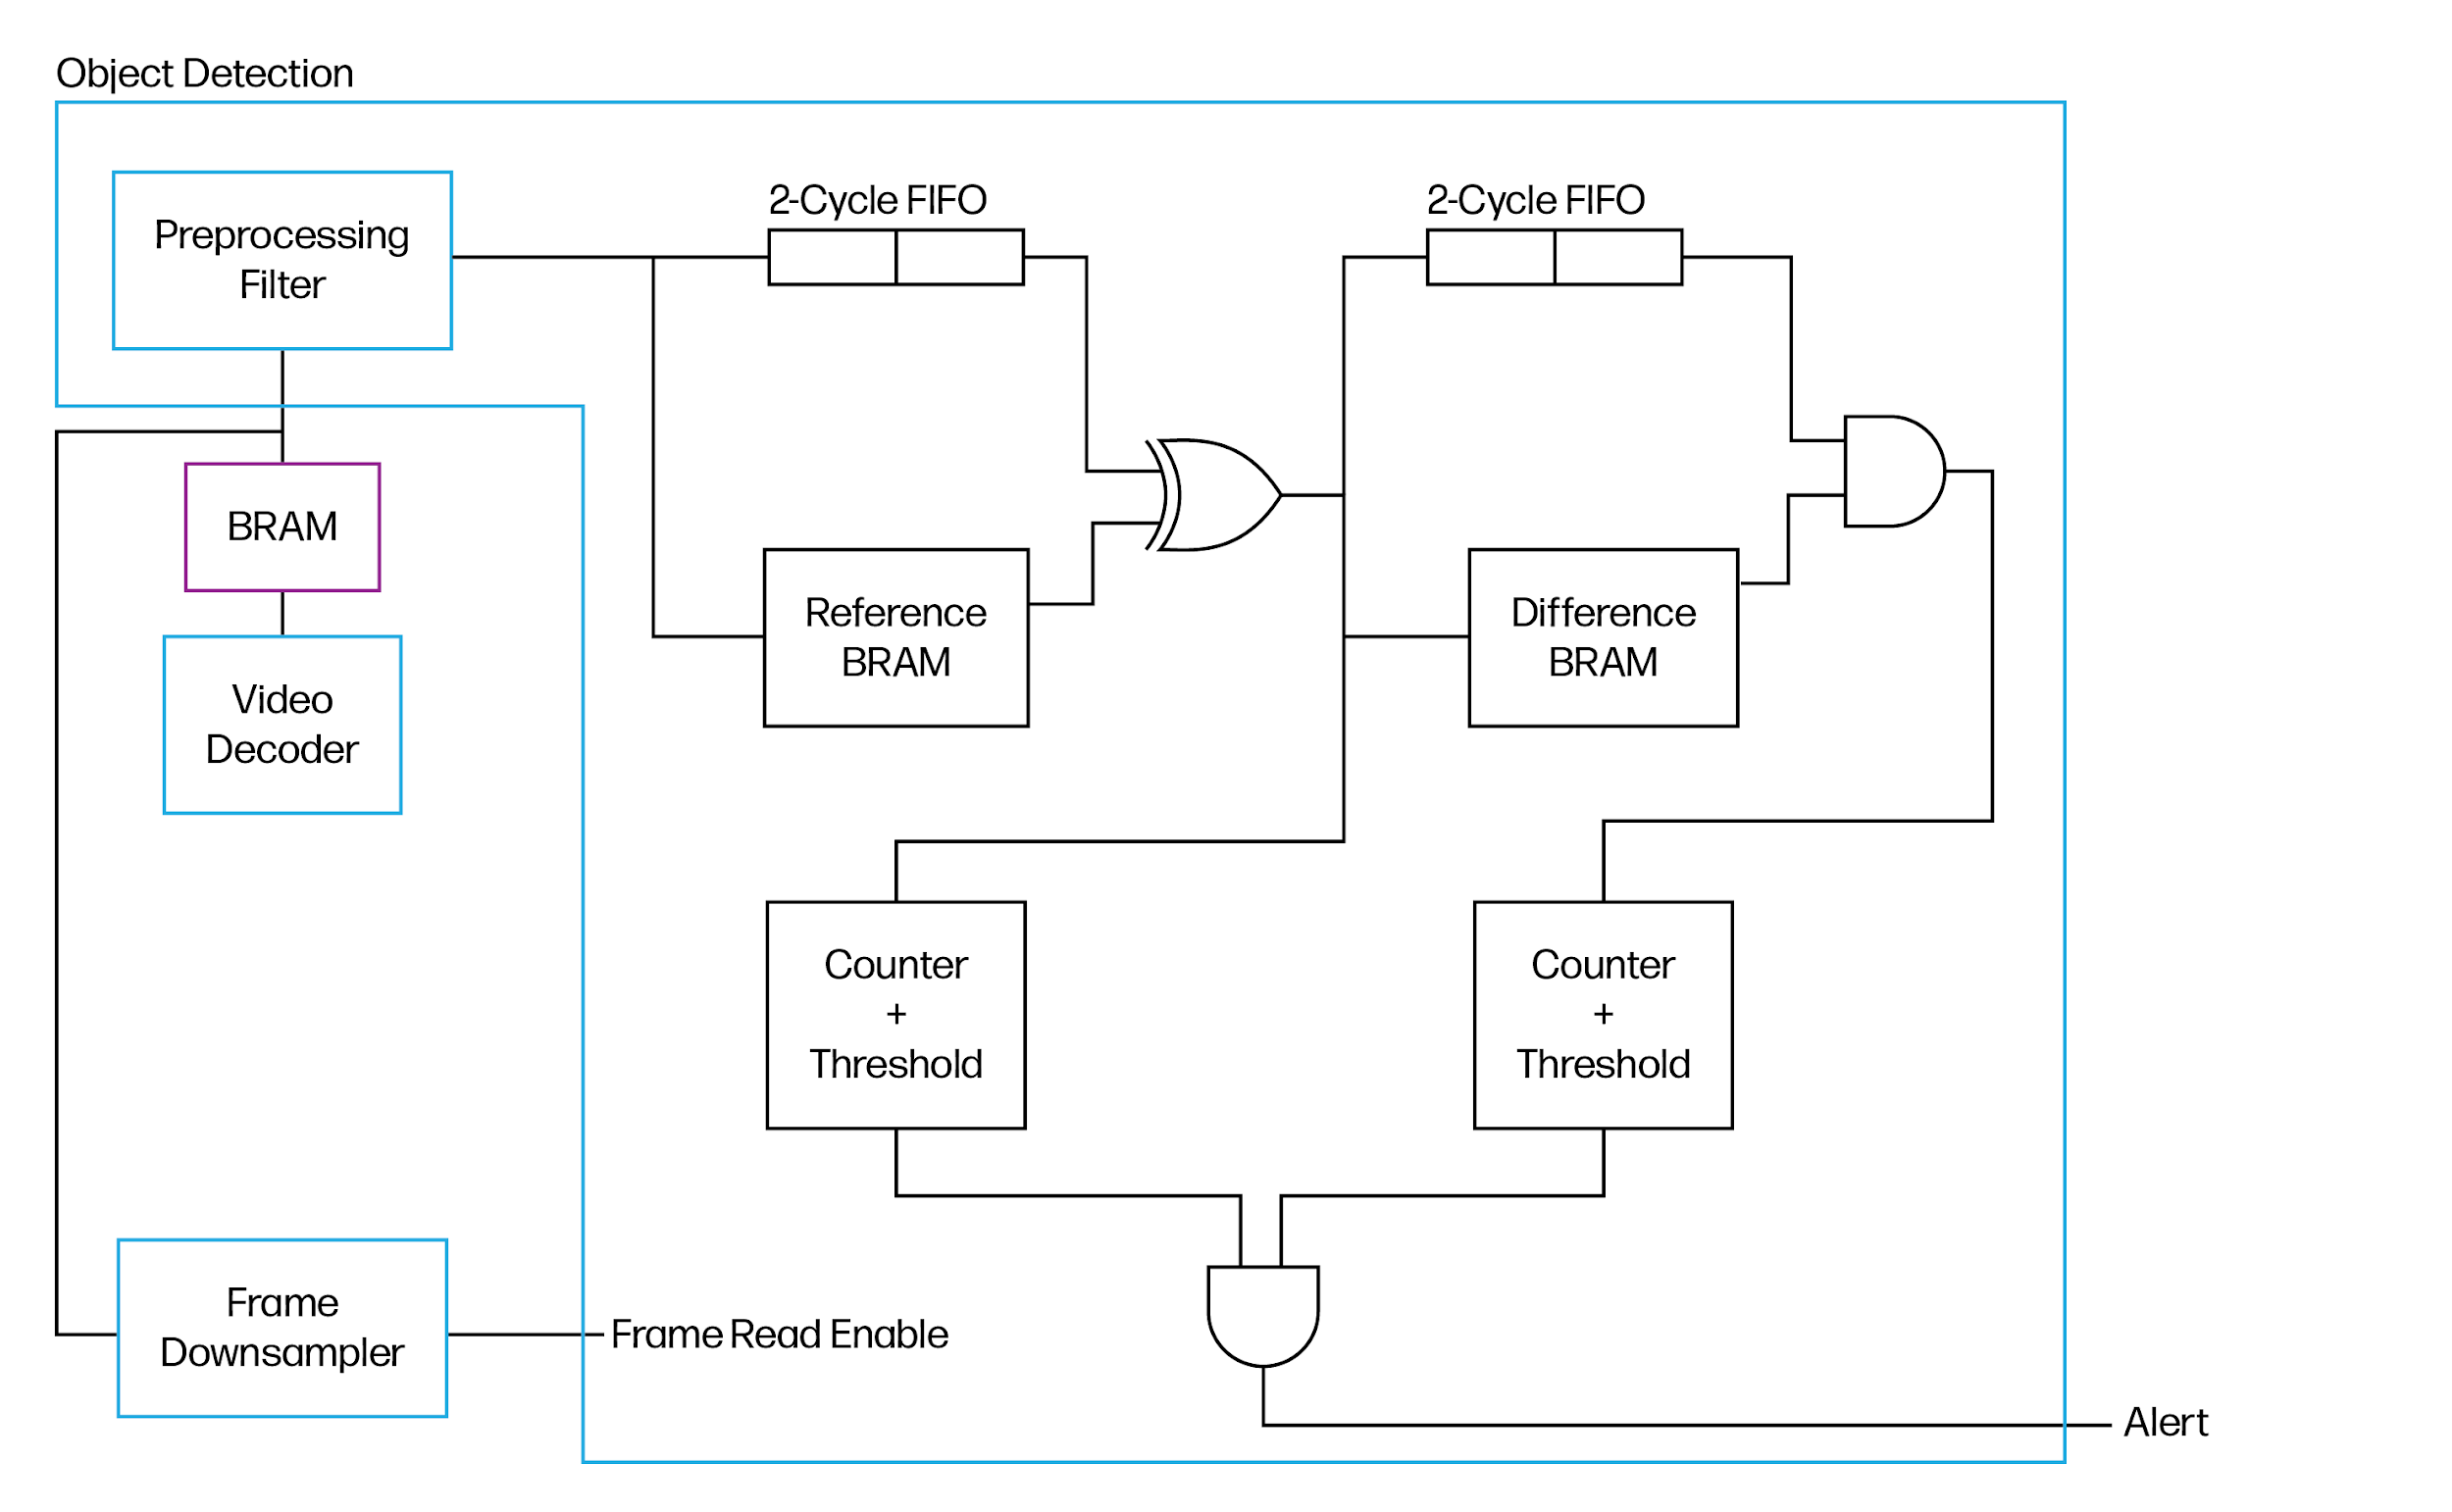 Object Detection
Preprocessing
Filter
2-Cycle FIFO
2-Cycle FIFO
BRAM
Video
Decoder
Reference
BRAM
Difference
BRAM
Counter
+
Threshold
Counter
+
Threshold
Frame
Downsampler
Frame Read Enable
Alert